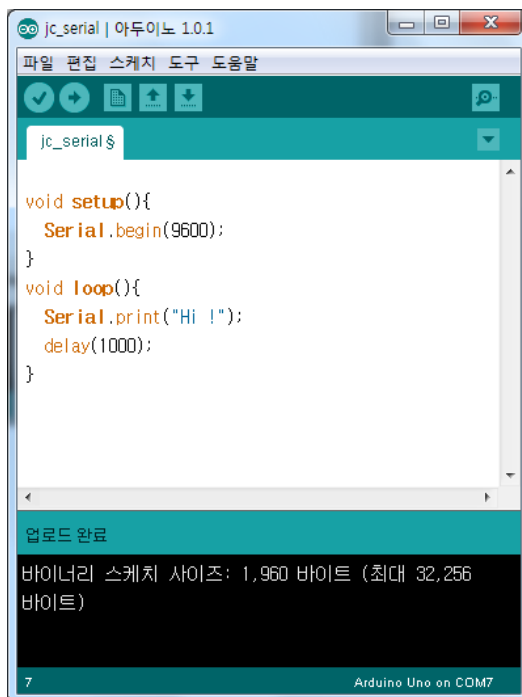 jc_serial | 아두이노 1.0.1
파일 편집 스케치 도구 도움말
jc_serial §
void setup(){
  Serial.begin(9600);
}
void loop(){
  Serial.print("Hi !");
  delay(1000);
}
업로드 완료
바이너리 스케치 사이즈: 1,960 바이트 (최대 32,256
바이트)
7 Arduino Uno on COM7